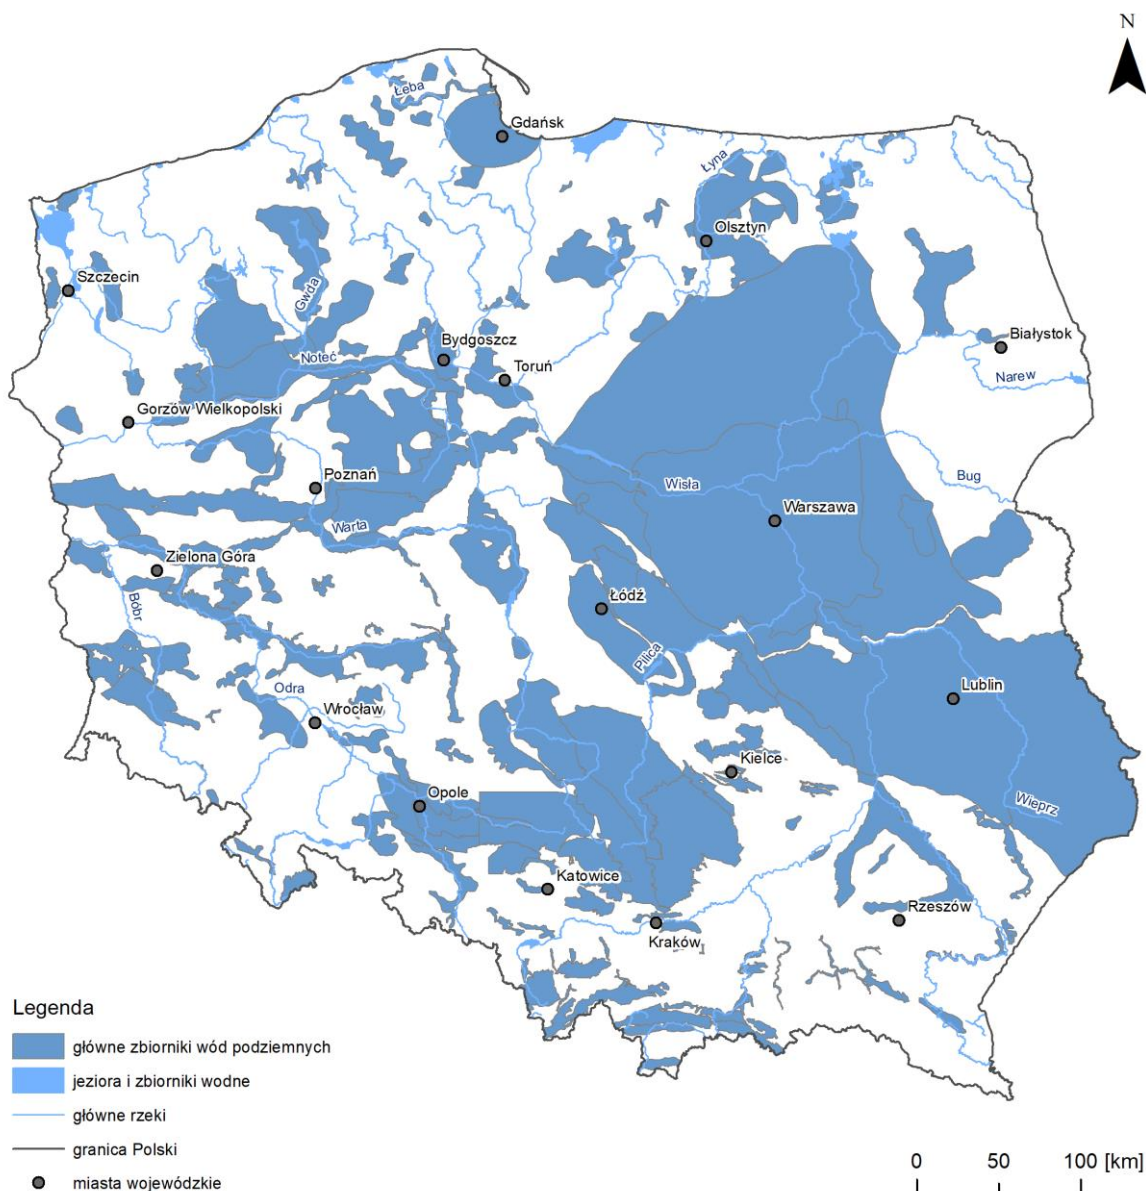 N
Łeba
Gdańsk
Łyna
Olsztyn
Szczecin
Gwda
Bydgoszcz
Białystok
Noteć
Toruń
Narew
Gorzów Wielkopolski
Poznań
Wisła
Bug
Warszawa
Warta
Zielona Góra
Bóbr
Łódź
Pilica
Odra
Lublin
Wrocław
Kielce
Opole
Wieprz
Katowice
Rzeszów
Kraków
Legenda
główne zbiorniki wód podziemnych
jeziora i zbiorniki wodne
główne rzeki
granica Polski
miasta wojewódzkie
0 50 100 [km]